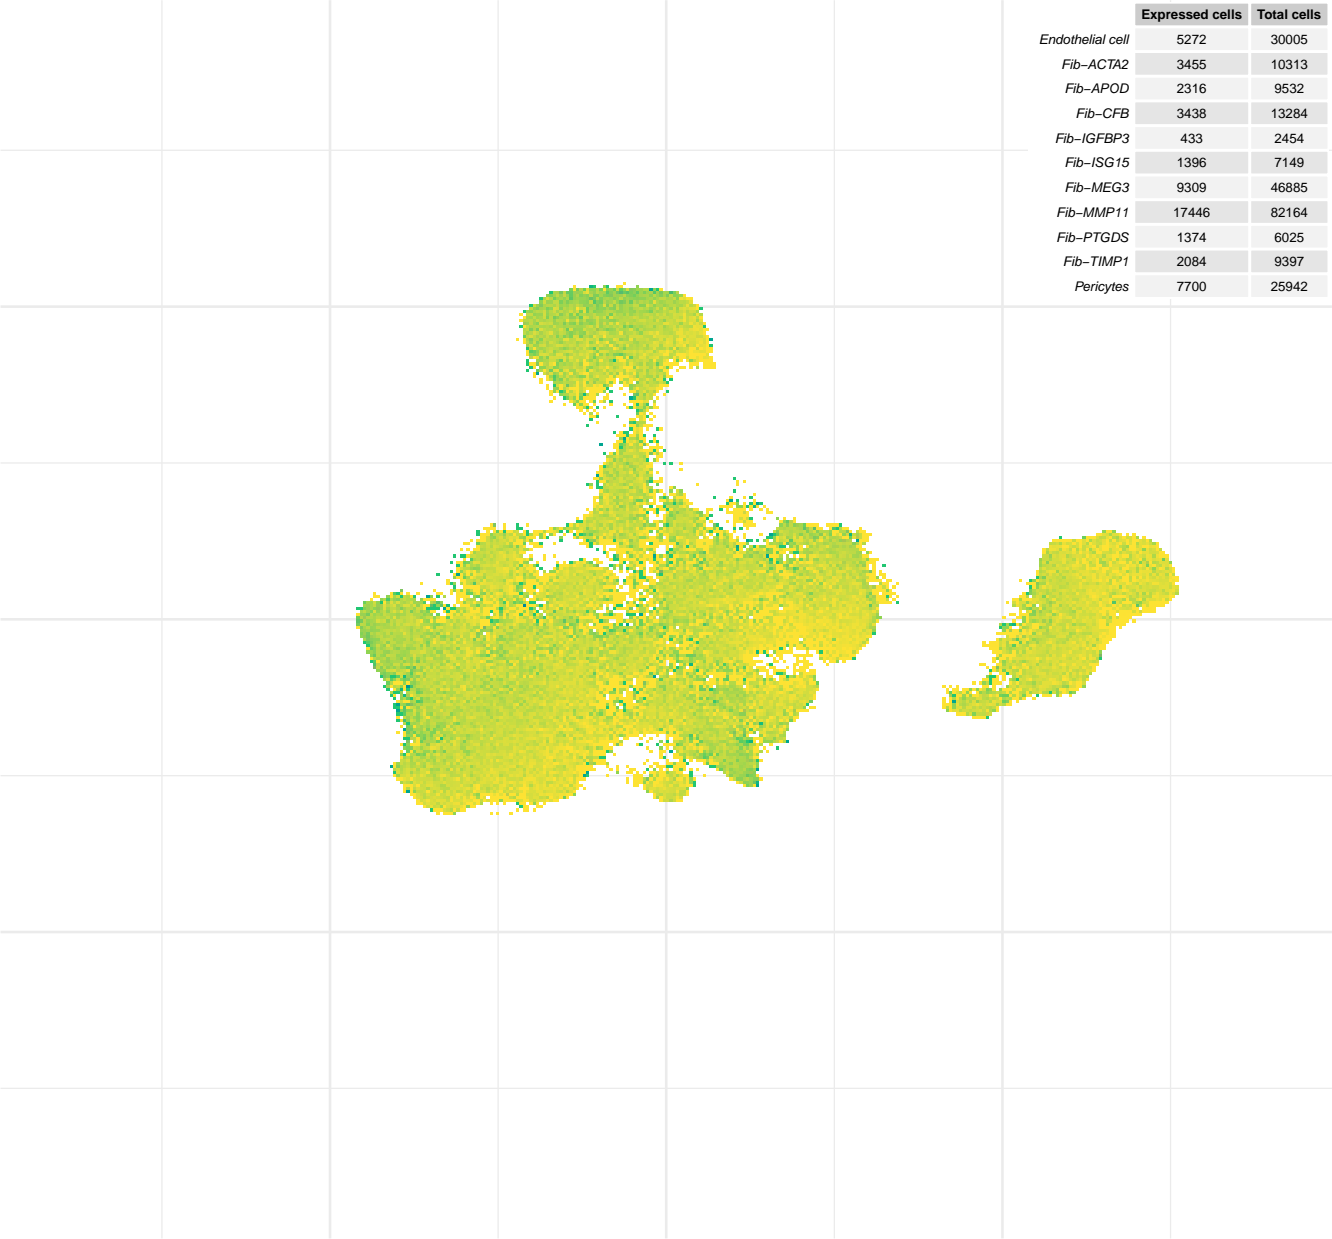 Expressed cells Total cells
Endothelial cell 5272 30005
Fib−ACTA2 3455 10313
Fib−APOD 2316 9532
Fib−CFB 3438 13284
Fib−IGFBP3 433 2454
Fib−ISG15 1396 7149
Fib−MEG3 9309 46885
Fib−MMP11 17446 82164
Fib−PTGDS 1374 6025
Fib−TIMP1 2084 9397
Pericytes 7700 25942